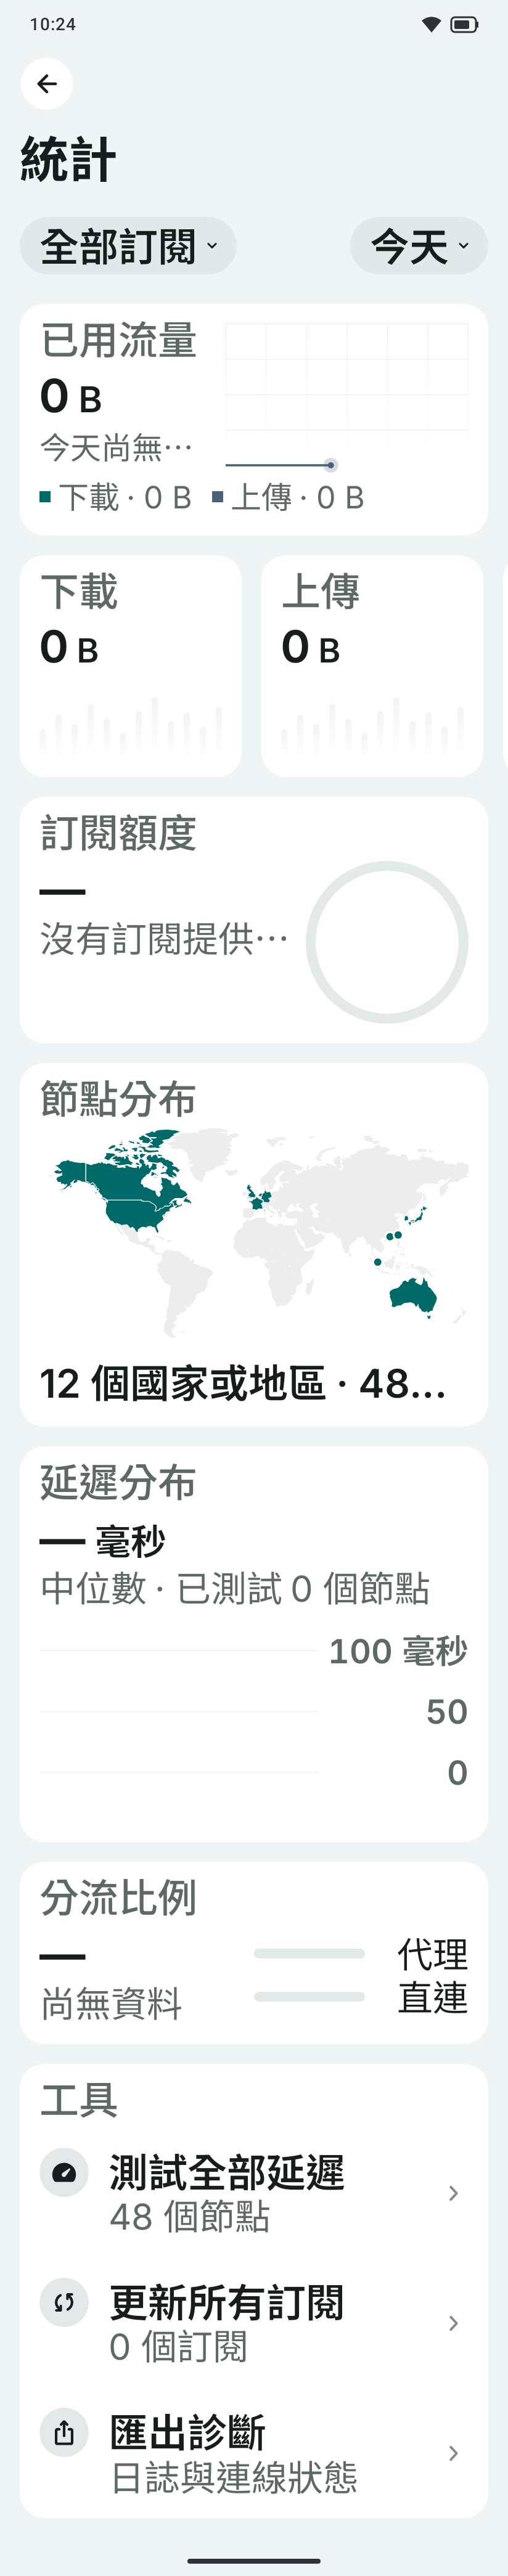 10:24
統計
全部訂閱
今天
已用流量
0 B
今天尚無…
下載 · 0 B
上傳 · 0 B
下載
0 B
上傳
0 B
訂閱額度
—
沒有訂閱提供…
節點分布
12 個國家或地區 · 48…
延遲分布
— 毫秒
中位數 · 已測試 0 個節點
100 毫秒
50
0
分流比例
—
尚無資料
代理
直連
工具
測試全部延遲
48 個節點
更新所有訂閱
0 個訂閱
匯出診斷
日誌與連線狀態